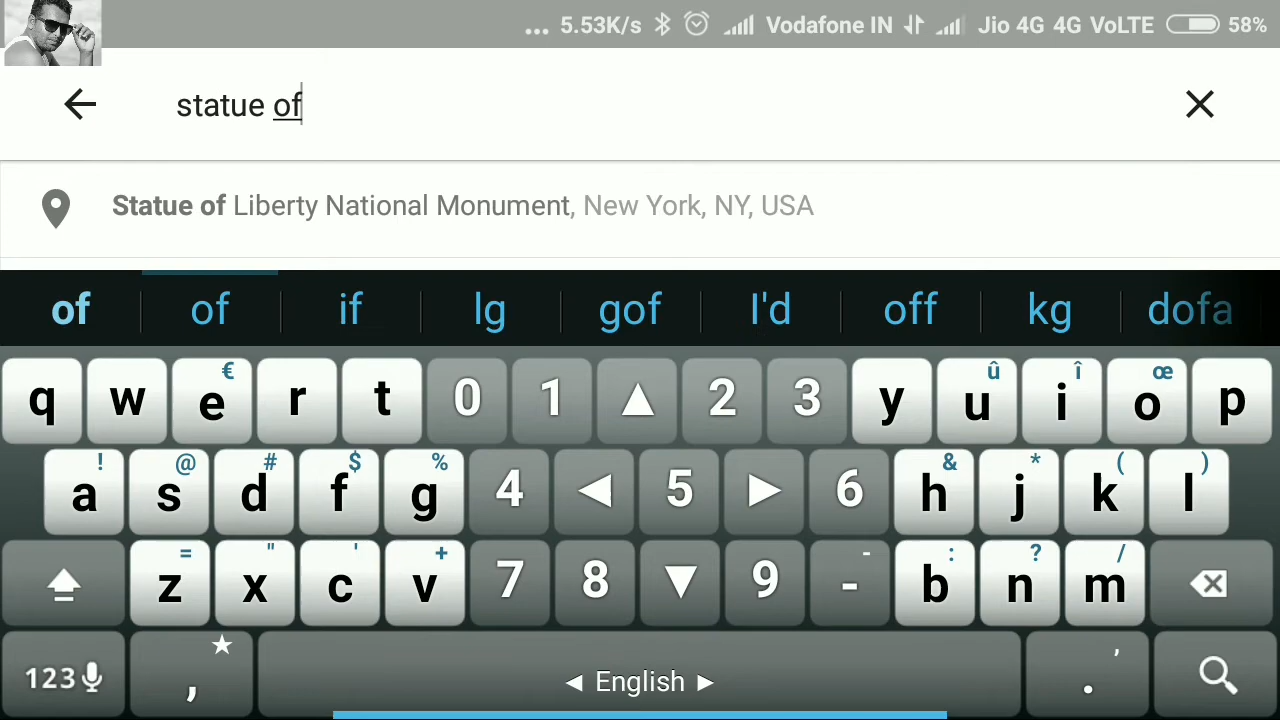 ... 5.53K/s Vodafone IN Jio 4G 4G VoLTE 58%
statue of
Statue of Liberty National Monument, New York, NY, USA
of of if lg gof I'd off kg dofa
q w € e r t 0 1 ▲ 2 3 y û u î i œ o p
! a @ s # d $ f % g 4 ◀ 5 ▶ 6 & h * j ( k ) l
= z " x ' c + v 7 8 ▼ 9 - - : b ? n / m
123 ★ , ◄ English ► ' .